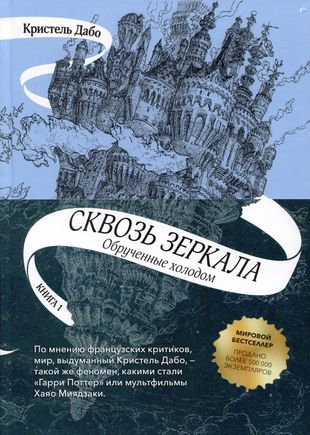 Кристель Дабо
СКВОЗЬ ЗЕРКАЛА
Обрученные холодом
КНИГА 1
По мнению французских критиков,
мир, выдуманный Кристель Дабо, –
такой же феномен, какими стали
«Гарри Поттер» или мультфильмы
Хаяо Миядзаки.
МИРОВОЙ
БЕСТСЕЛЛЕР
ПРОДАНО
БОЛЕЕ 500 000
ЭКЗЕМПЛЯРОВ